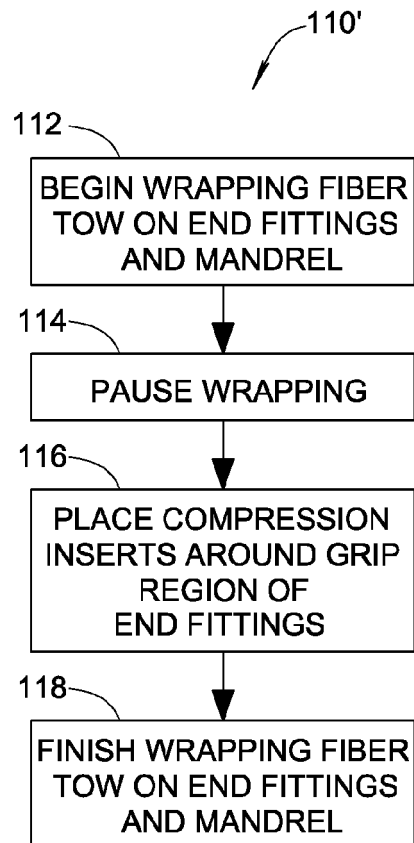 110'
112
BEGIN WRAPPING FIBER
TOW ON END FITTINGS
AND MANDREL
114
PAUSE WRAPPING
116
PLACE COMPRESSION
INSERTS AROUND GRIP
REGION OF
END FITTINGS
118
FINISH WRAPPING FIBER
TOW ON END FITTINGS
AND MANDREL